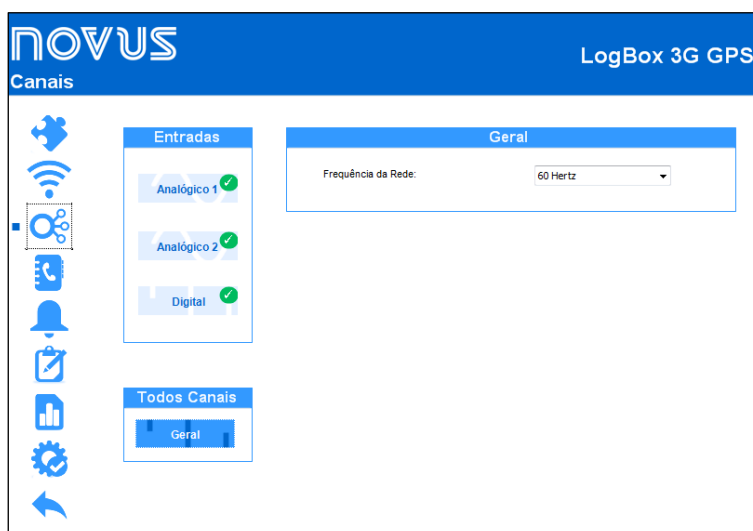 NOVUS
LogBox 3G GPS
Canais
Entradas
Analógico 1
Analógico 2
Digital
Todos Canais
Geral
Geral
Frequência da Rede:
60 Hertz